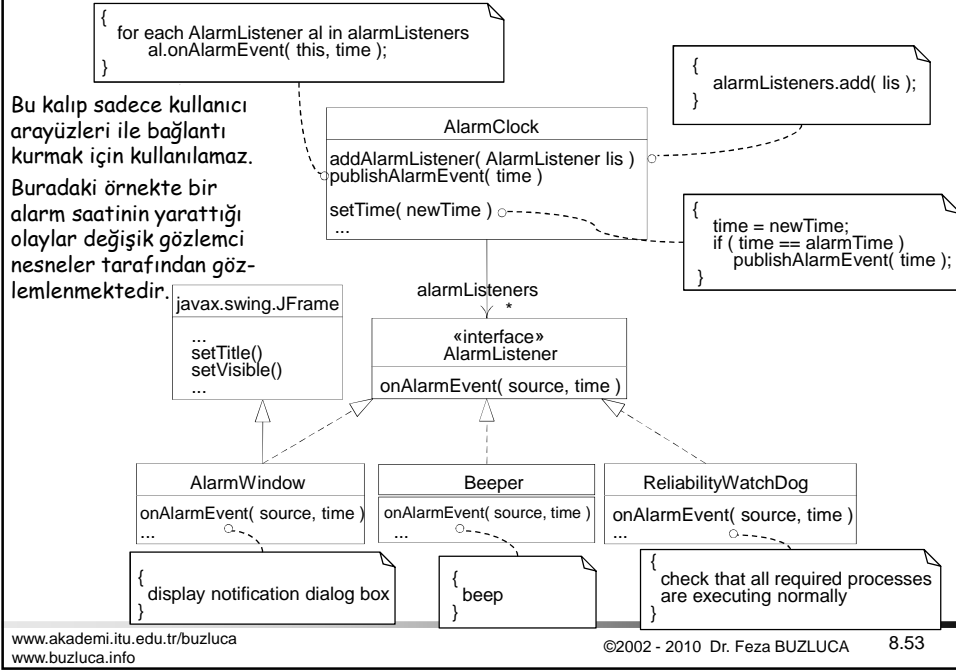 {
for each AlarmListener al in alarmListeners
al.onAlarmEvent( this, time );
}
{
alarmListeners.add( lis );
}
Bu kalıp sadece kullanıcı
arayüzleri ile bağlantı
kurmak için kullanılamaz.
Buradaki örnekte bir
alarm saatinin yarattığı
olaylar değişik gözlemci
nesneler tarafından göz-
lemlenmektedir.
AlarmClock
addAlarmListener( AlarmListener lis )
publishAlarmEvent( time )
setTime( newTime )
...
{
time = newTime;
if ( time == alarmTime )
publishAlarmEvent( time );
}
alarmListeners
*
javax.swing.JFrame
...
setTitle()
setVisible()
...
«interface»
AlarmListener
onAlarmEvent( source, time )
AlarmWindow
onAlarmEvent( source, time )
...
Beeper
onAlarmEvent( source, time )
...
ReliabilityWatchDog
onAlarmEvent( source, time )
...
{
display notification dialog box
}
{
beep
}
{
check that all required processes
are executing normally
}
www.akademi.itu.edu.tr/buzluca
www.buzluca.info
©2002 - 2010 Dr. Feza BUZLUCA
8.53